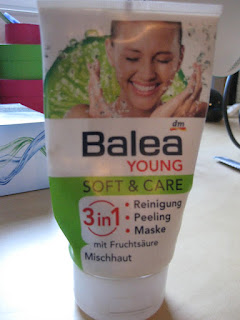 dm
Balea
YOUNG
SOFT & CARE
3in1
• Reinigung
• Peeling
• Maske
mit Fruchtsäure
Mischhaut